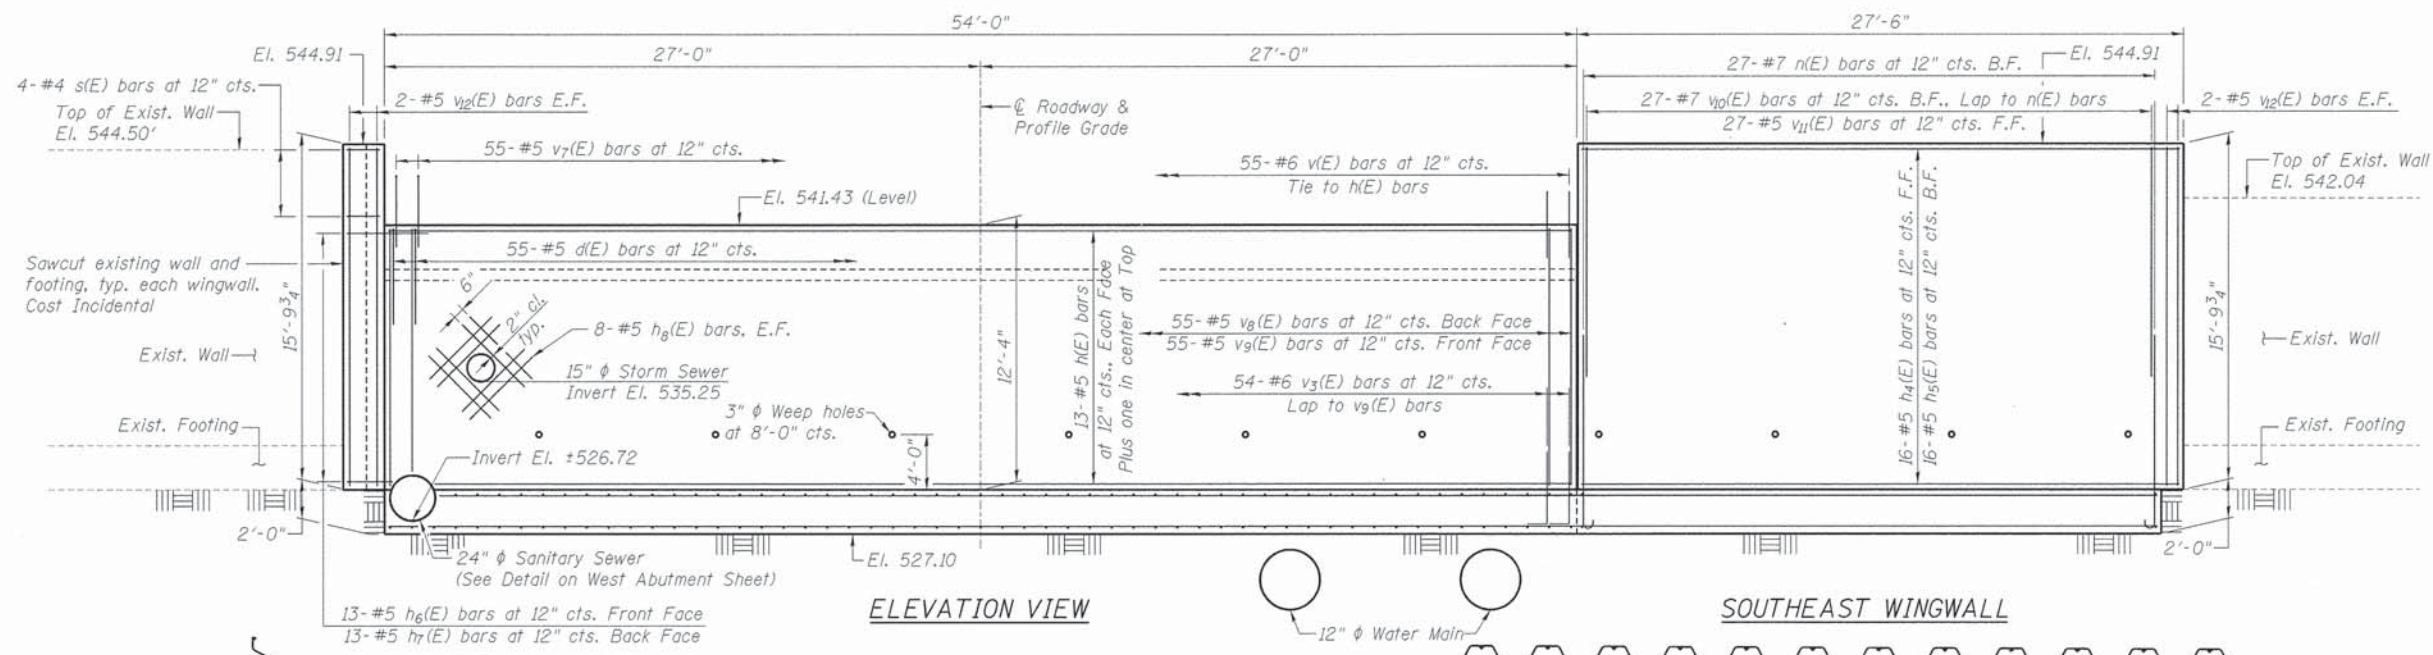 54'-0"
27'-6"
27'-0"
27'-0"
El. 544.91
El. 544.91
4-#4 s(E) bars at 12" cts.
Top of Exist. Wall
El. 544.50'
2-#5 v12(E) bars E.F.
℄ Roadway &
Profile Grade
27-#7 n(E) bars at 12" cts. B.F.
27-#7 v10(E) bars at 12" cts. B.F., Lap to n(E) bars
27-#5 v11(E) bars at 12" cts. F.F.
2-#5 v12(E) bars E.F.
55-#5 v7(E) bars at 12" cts.
55-#6 v(E) bars at 12" cts.
Tie to h(E) bars
Top of Exist. Wall
El. 542.04
El. 541.43 (Level)
55-#5 d(E) bars at 12" cts.
Sawcut existing wall and
footing, typ. each wingwall.
Cost Incidental
15'-9¾"
6"
2" cl.
typ.
8-#5 h8(E) bars, E.F.
12'-4"
13-#5 h(E) bars
at 12" cts., Each Face
Plus one in center at Top
55-#5 v8(E) bars at 12" cts. Back Face
55-#5 v9(E) bars at 12" cts. Front Face
16-#5 h4(E) bars at 12" cts. F.F.
16-#5 h5(E) bars at 12" cts. B.F.
15'-9¾"
Exist. Wall
Exist. Wall
15" ϕ Storm Sewer
Invert El. 535.25
54-#6 v3(E) bars at 12" cts.
Lap to v9(E) bars
3" ϕ Weep holes
at 8'-0" cts.
Exist. Footing
Exist. Footing
Invert El. ±526.72
4'-0"
2'-0"
2'-0"
24" ϕ Sanitary Sewer
(See Detail on West Abutment Sheet)
El. 527.10
13-#5 h6(E) bars at 12" cts. Front Face
13-#5 h7(E) bars at 12" cts. Back Face
ELEVATION VIEW
12" ϕ Water Main
SOUTHEAST WINGWALL